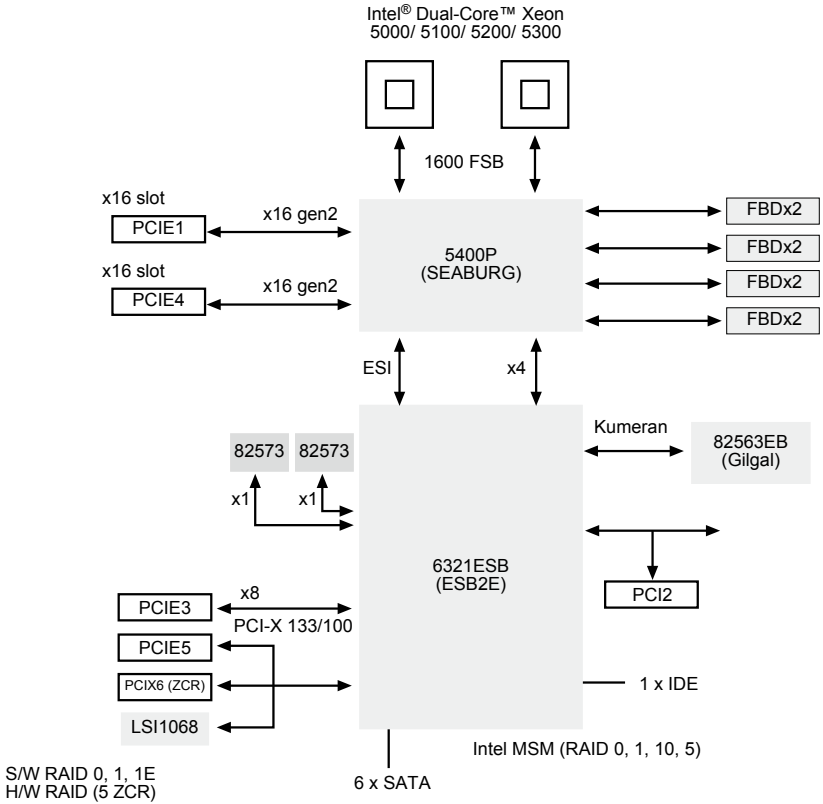 Intel® Dual-Core™ Xeon
5000/ 5100/ 5200/ 5300
1600 FSB
x16 slot
PCIE1
x16 gen2
x16 slot
PCIE4
x16 gen2
5400P
(SEABURG)
FBDx2
FBDx2
FBDx2
FBDx2
ESI
x4
82573
82573
x1
x1
Kumeran
82563EB
(Gilgal)
6321ESB
(ESB2E)
PCI2
PCIE3
x8
PCI-X 133/100
PCIE5
PCIX6 (ZCR)
LSI1068
1 x IDE
Intel MSM (RAID 0, 1, 10, 5)
6 x SATA
S/W RAID 0, 1, 1E
H/W RAID (5 ZCR)